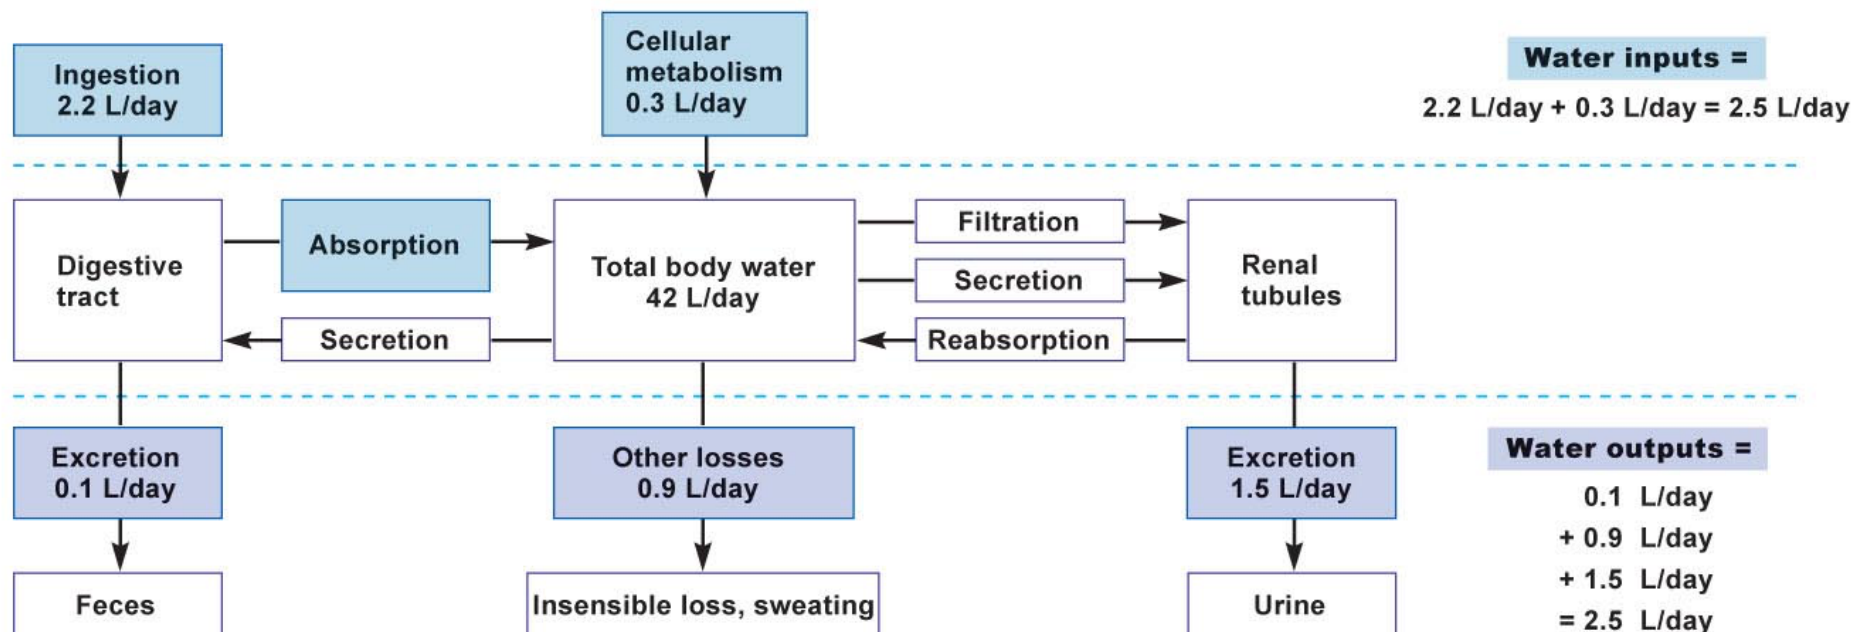 Ingestion
2.2 L/day
Cellular
metabolism
0.3 L/day
Water inputs =
2.2 L/day + 0.3 L/day = 2.5 L/day
Digestive
tract
Absorption
Secretion
Total body water
42 L/day
Filtration
Secretion
Reabsorption
Renal
tubules
Excretion
0.1 L/day
Other losses
0.9 L/day
Excretion
1.5 L/day
Water outputs =
0.1 L/day
+ 0.9 L/day
+ 1.5 L/day
= 2.5 L/day
Feces
Insensible loss, sweating
Urine